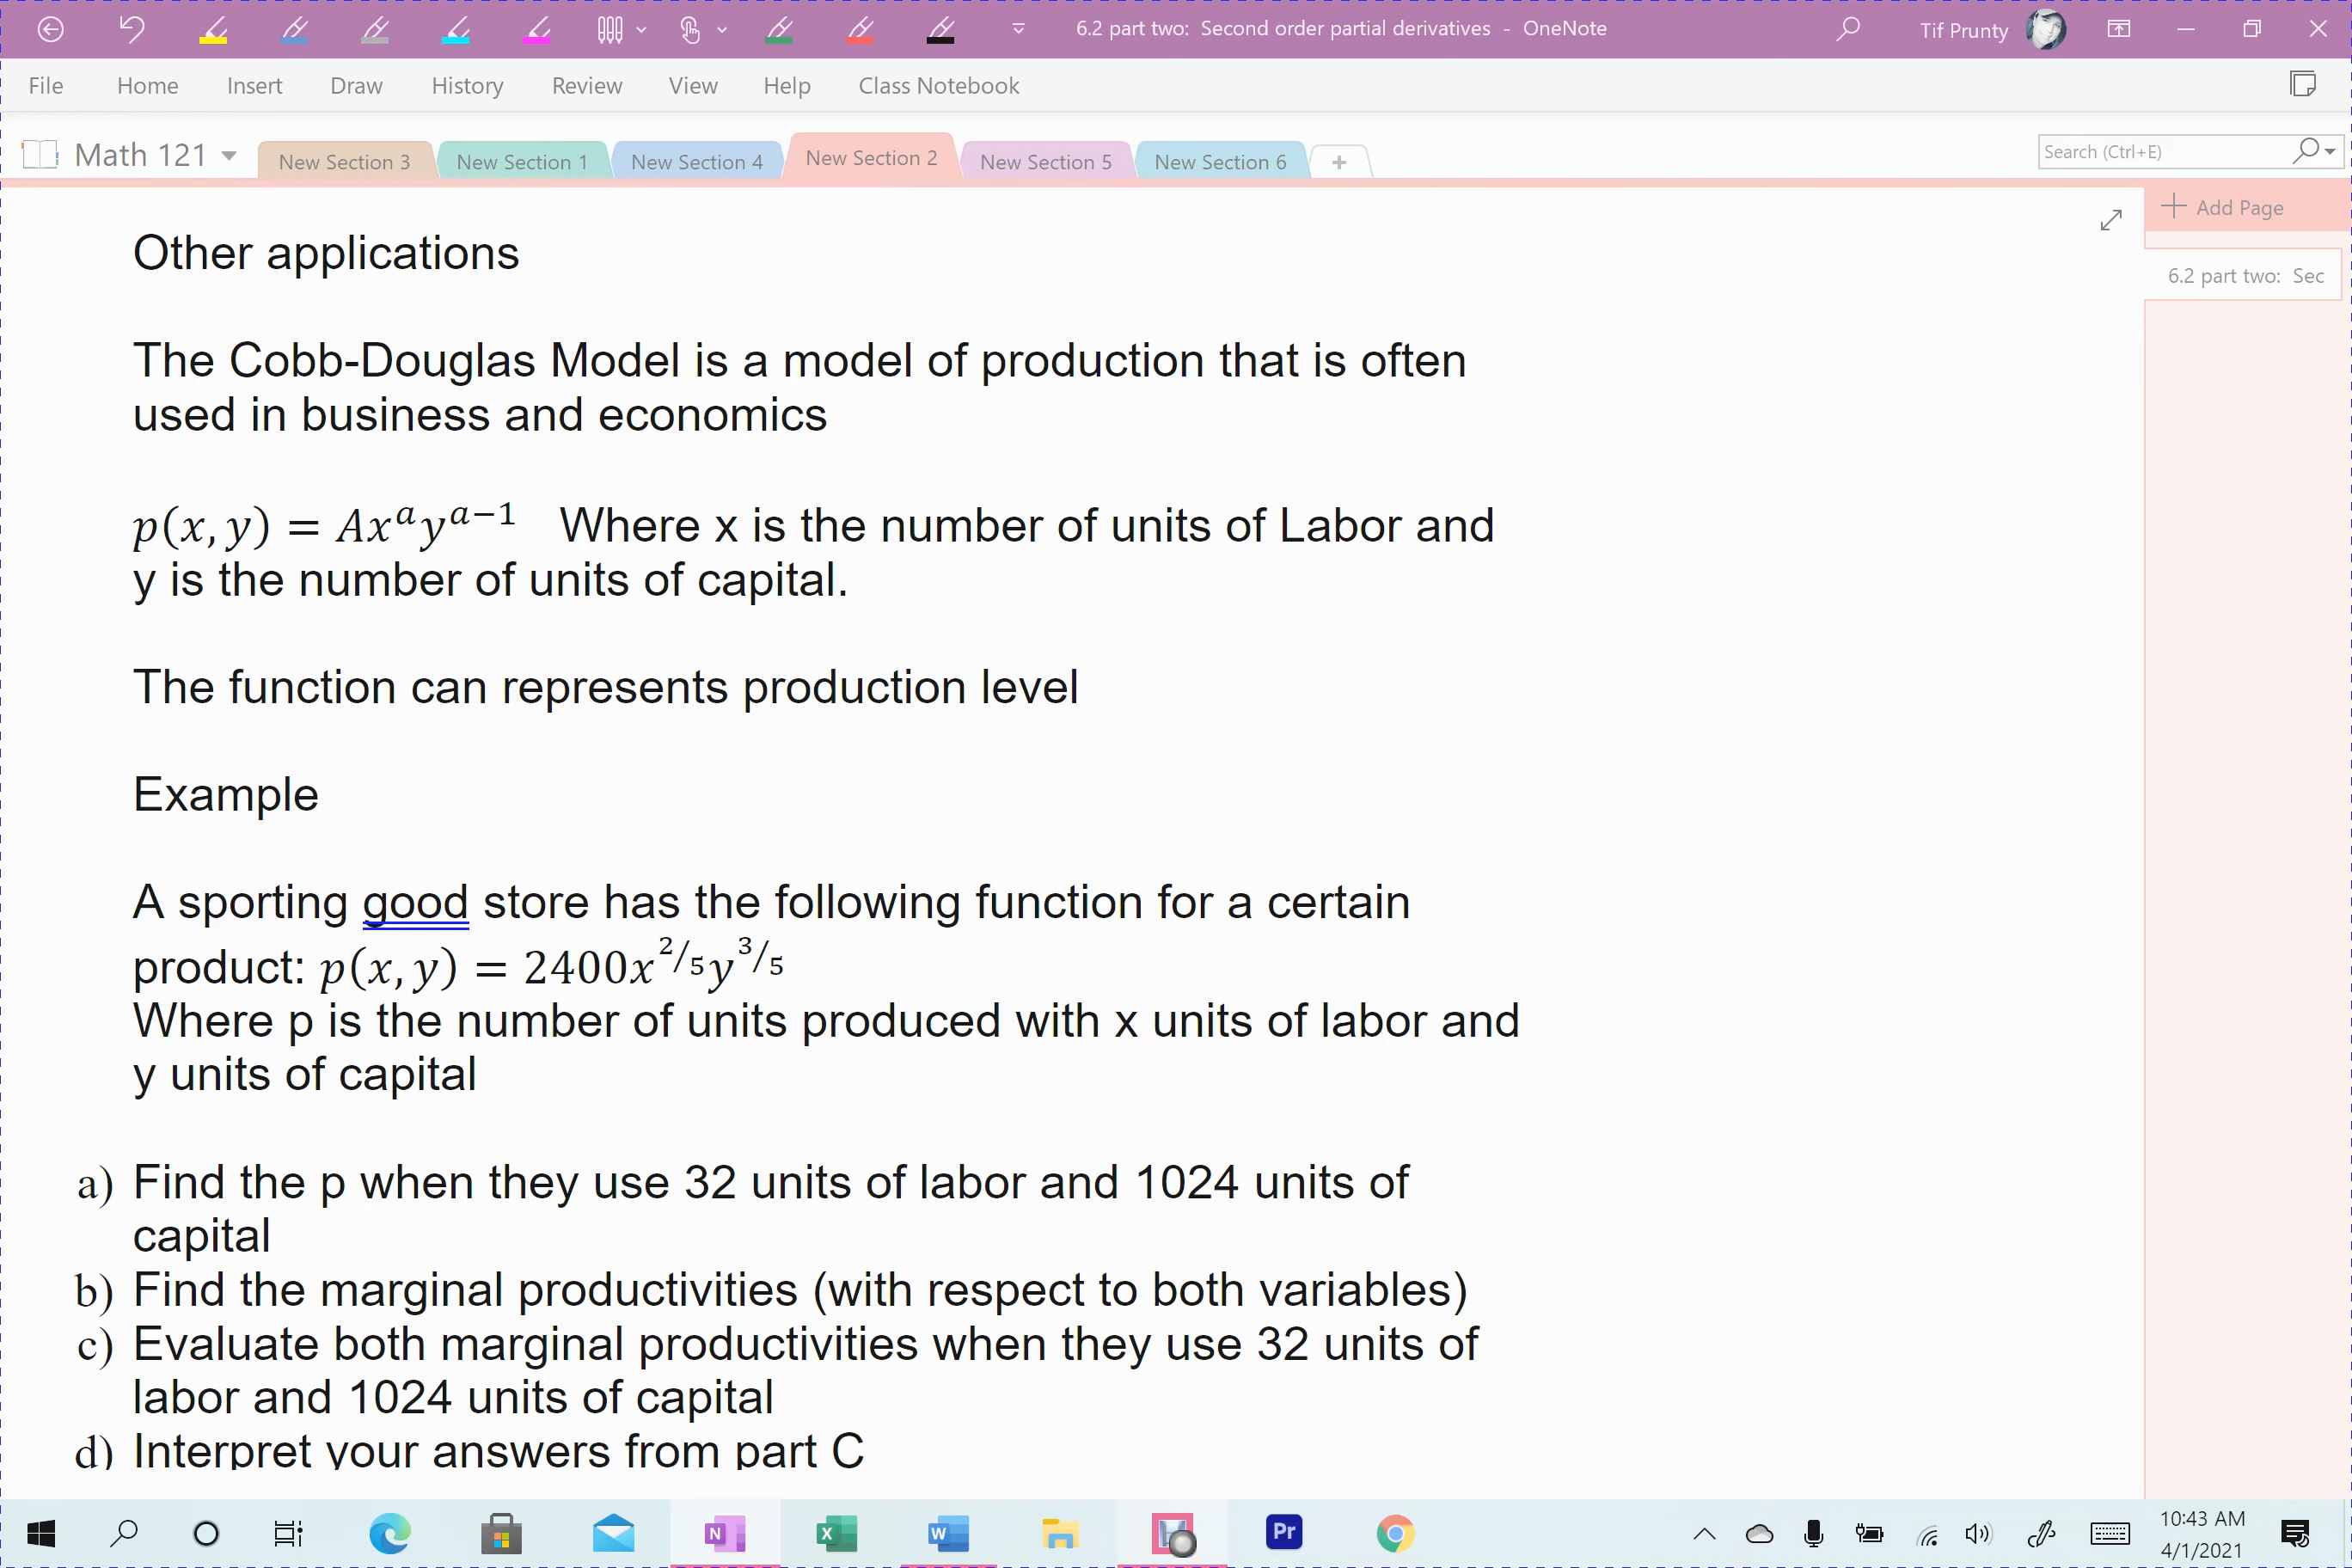 6.2 part two: Second order partial derivatives - OneNote
Tif Prunty
File Home Insert Draw History Review View Help Class Notebook
Math 121
New Section 3
New Section 1
New Section 4
New Section 2
New Section 5
New Section 6
+
Search (Ctrl+E)
Add Page
6.2 part two: Sec
Other applications
The Cobb-Douglas Model is a model of production that is often
used in business and economics
p(x, y) = Ax^a y^{a-1} Where x is the number of units of Labor and
y is the number of units of capital.
The function can represents production level
Example
A sporting good store has the following function for a certain
product: p(x, y) = 2400x^{2/5}y^{3/5}
Where p is the number of units produced with x units of labor and
y units of capital
a) Find the p when they use 32 units of labor and 1024 units of
capital
b) Find the marginal productivities (with respect to both variables)
c) Evaluate both marginal productivities when they use 32 units of
labor and 1024 units of capital
d) Interpret your answers from part C
N
X
W
Pr
10:43 AM
4/1/2021